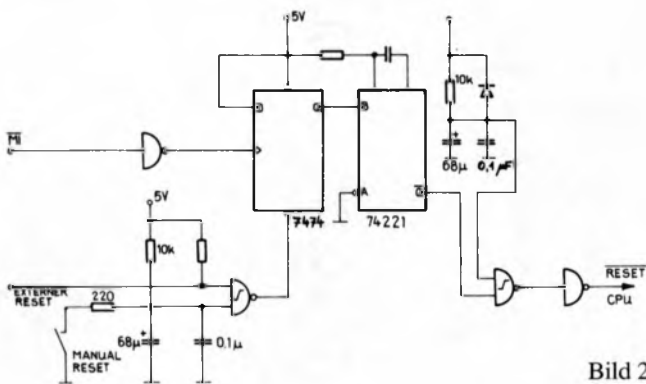 5V
10k
D
Q
B
68µ
0,1µF
M1
A
Q
7474
74221
5V
10k
RESET
EXTERNER
RESET
CPU
220
68µ
0,1µ
MANUAL
RESET
Bild 2